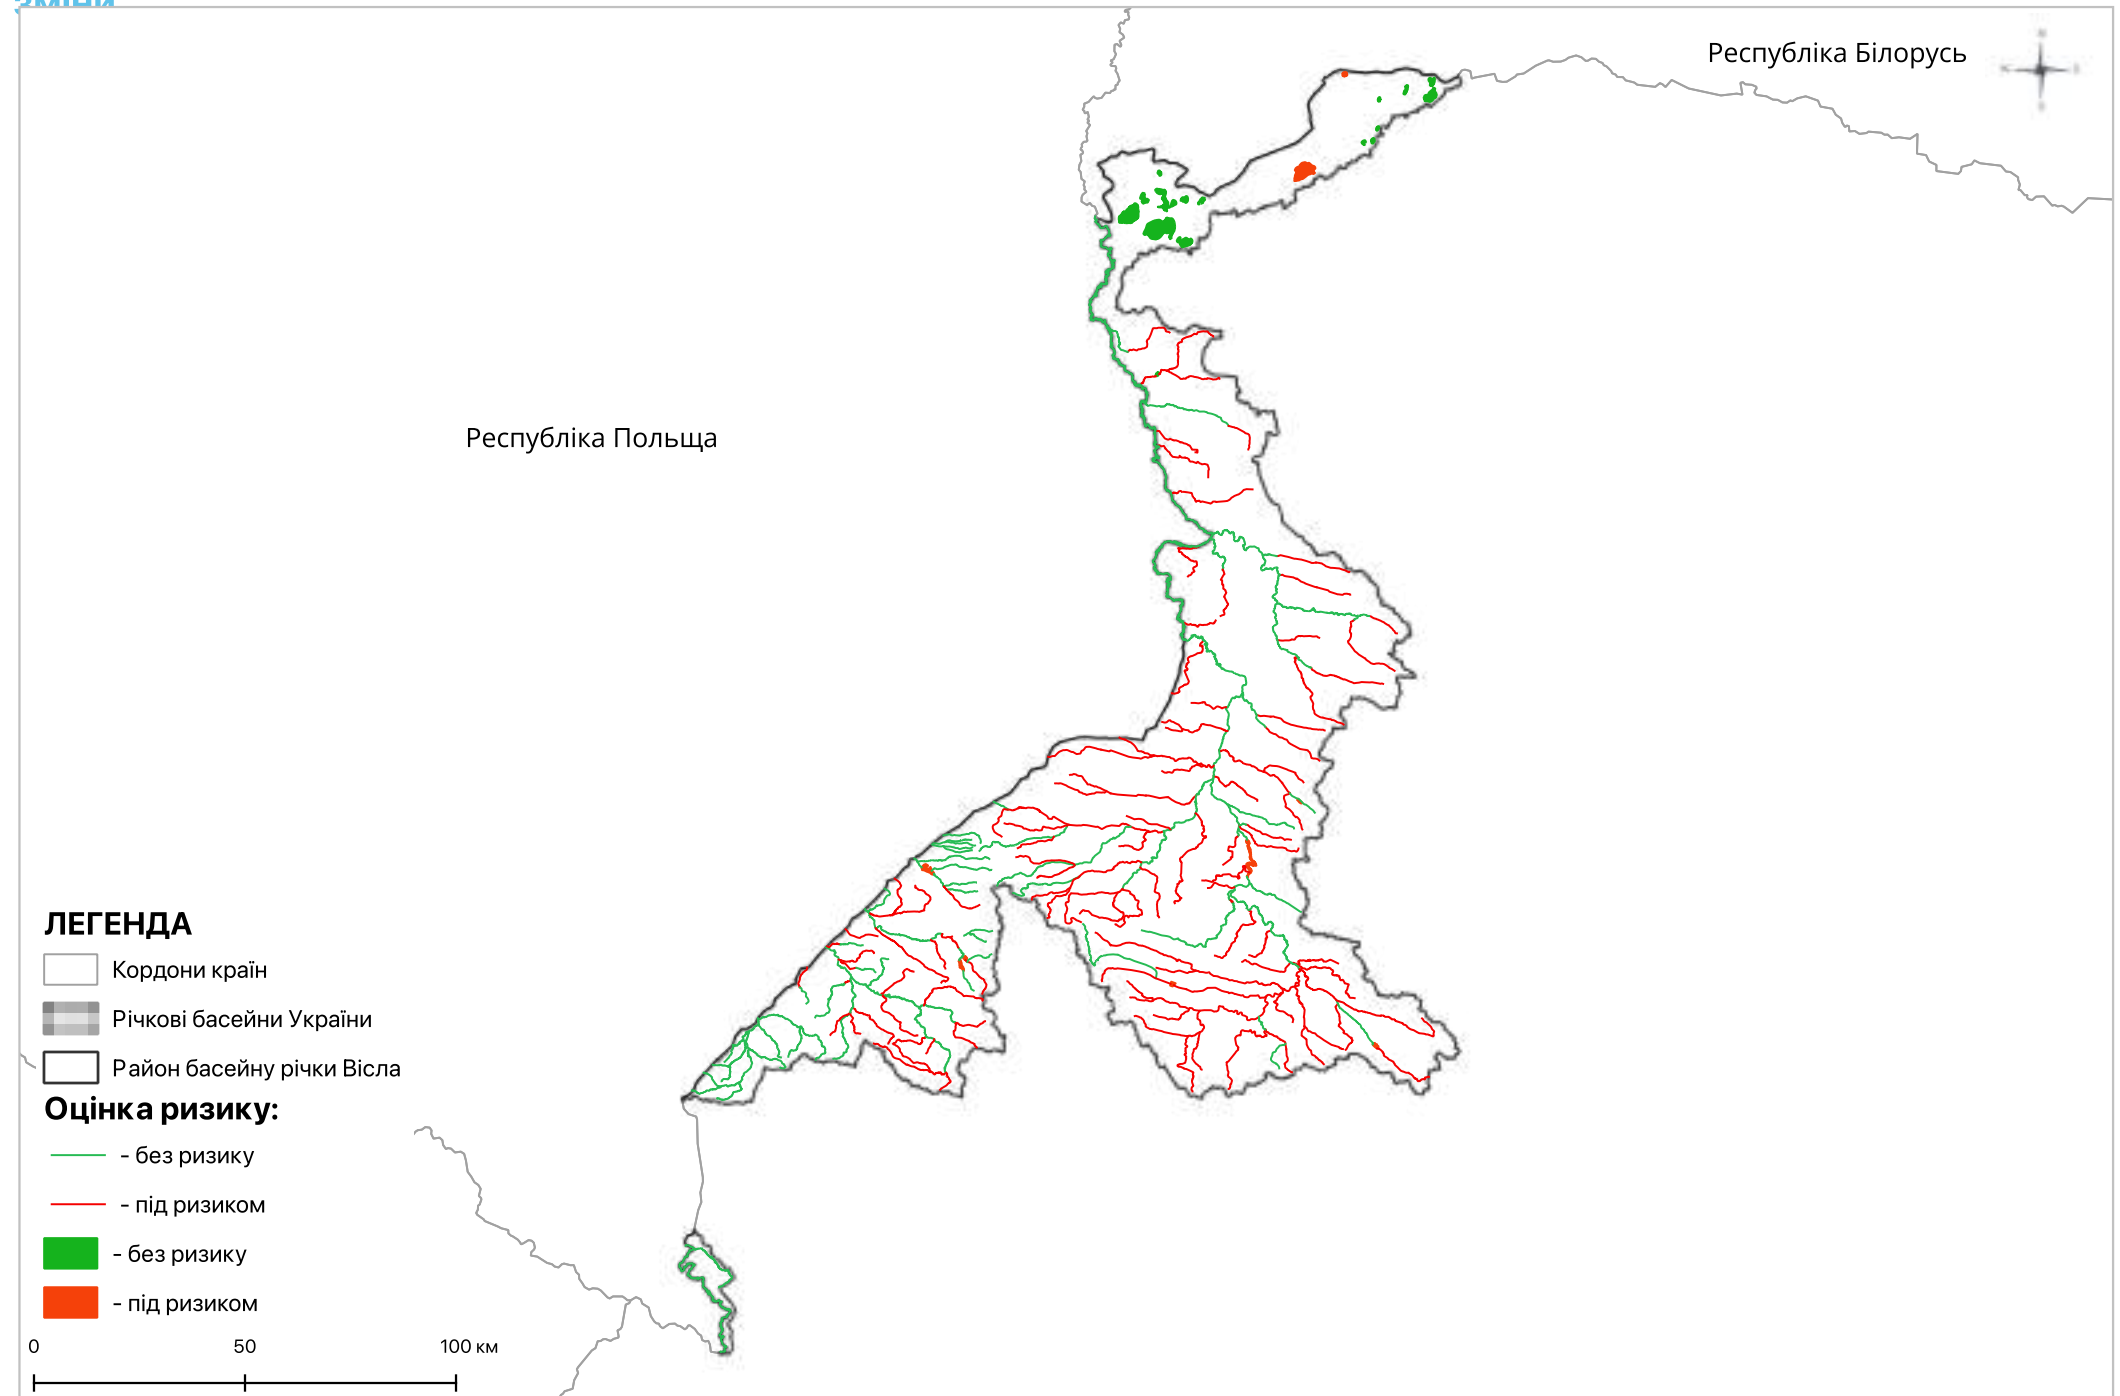 зміни
Республіка Білорусь
Республіка Польща
ЛЕГЕНДА
Кордони країн
Річкові басейни України
Район басейну річки Вісла
Оцінка ризику:
- без ризику
- під ризиком
- без ризику
- під ризиком
0 50 100 км